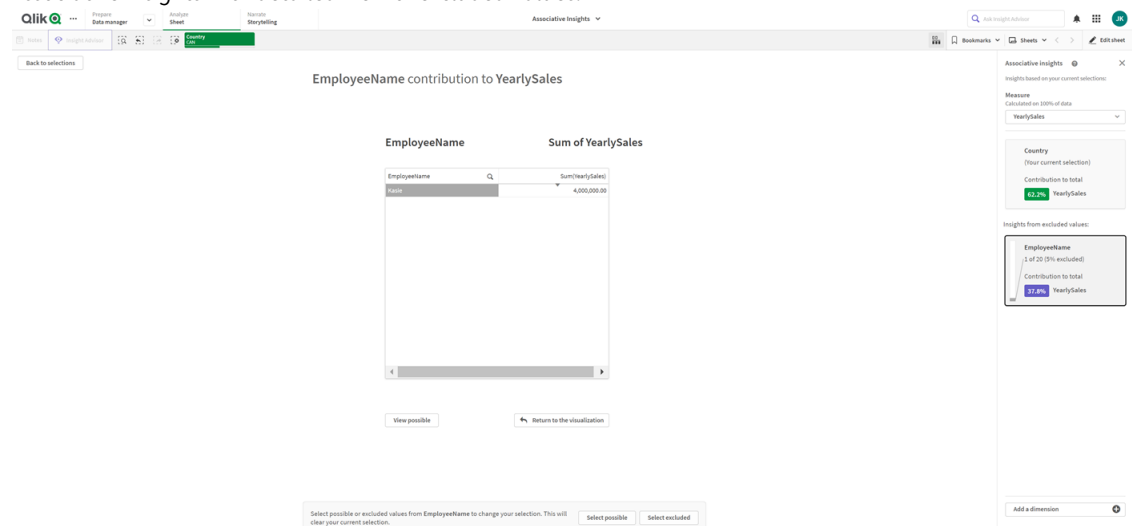 Qlik
Prepare
Data manager
Analyze
Sheet
Narrate
Storytelling
Associative Insights
Ask Insight Advisor
JK
Notes
Insight Advisor
Country
CAN
Bookmarks
Sheets
Edit sheet
Back to selections
EmployeeName contribution to YearlySales
EmployeeName
Sum of YearlySales
EmployeeName
Sum(YearlySales)
Kasie
4,000,000.00
View possible
Return to the visualization
Select possible or excluded values from EmployeeName to change your selection. This will
clear your current selection.
Select possible
Select excluded
Associative insights
Insights based on your current selections:
Measure
Calculated on 100% of data
YearlySales
Country
(Your current selection)
Contribution to total
62.2% YearlySales
Insights from excluded values:
EmployeeName
1 of 20 (5% excluded)
Contribution to total
37.8% YearlySales
Add a dimension